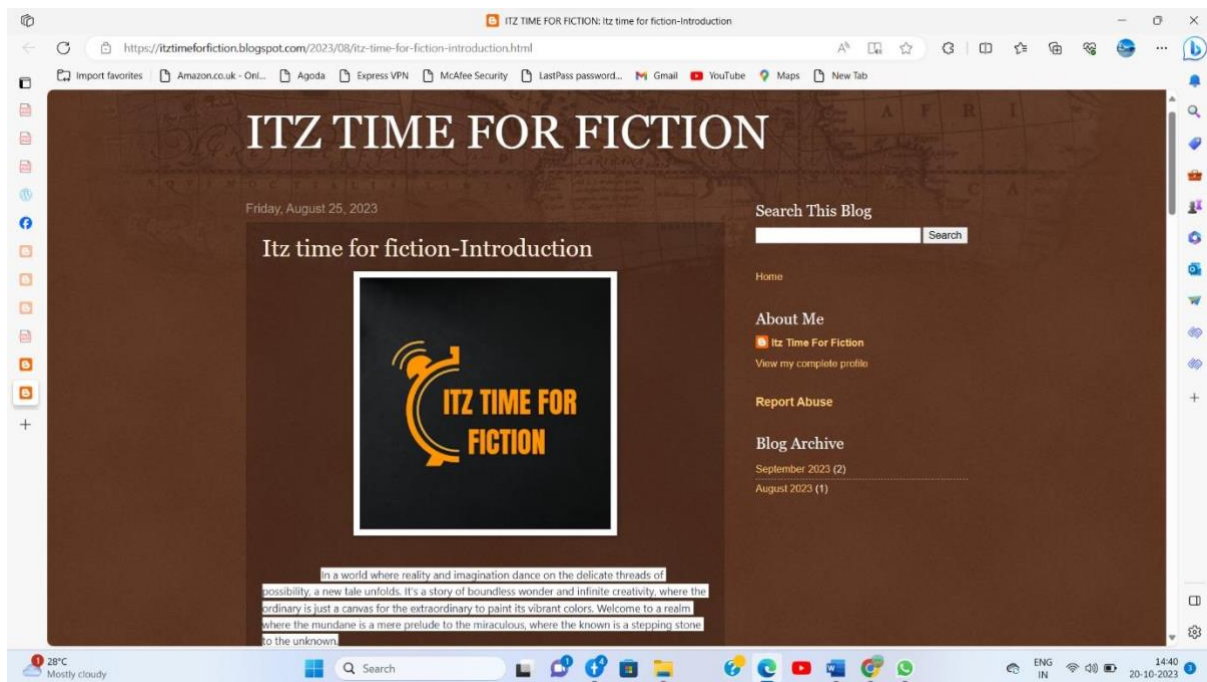 ITZ TIME FOR FICTION: Itz time for fiction-Introduction
https://itztimeforfiction.blogspot.com/2023/08/itz-time-for-fiction-introduction.html
Import favorites Amazon.co.uk - Onl... Agoda Express VPN McAfee Security LastPass password... Gmail YouTube Maps New Tab
ITZ TIME FOR FICTION
Friday, August 25, 2023
Itz time for fiction-Introduction
ITZ TIME FOR
FICTION
In a world where reality and imagination dance on the delicate threads of
possibility, a new tale unfolds. It's a story of boundless wonder and infinite creativity, where the
ordinary is just a canvas for the extraordinary to paint its vibrant colors. Welcome to a realm
where the mundane is a mere prelude to the miraculous, where the known is a stepping stone
to the unknown.
Search This Blog
Search
Home
About Me
Itz Time For Fiction
View my complete profile
Report Abuse
Blog Archive
September 2023 (2)
August 2023 (1)
28°C
Mostly cloudy
Search
ENG
IN
14:40
20-10-2023